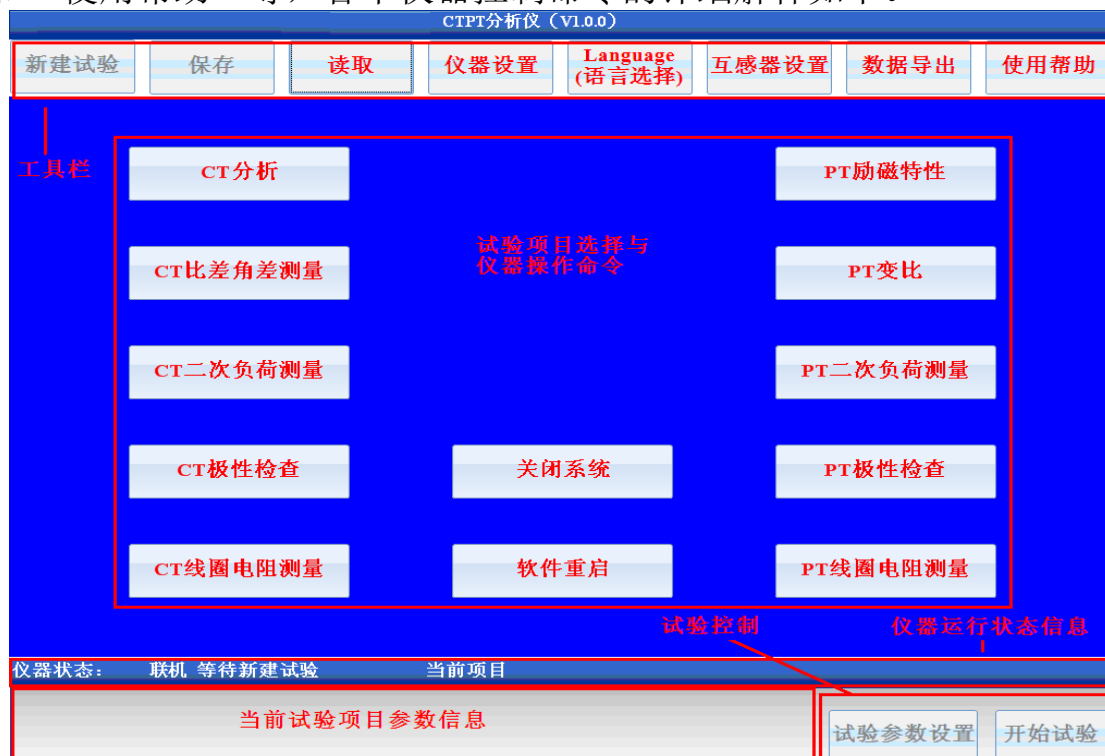 CTPT分析仪（V1.0.0）
新建试验 保存 读取 仪器设置 Language
(语言选择) 互感器设置 数据导出 使用帮助
工具栏
CT分析 PT励磁特性
试验项目选择与
仪器操作命令
CT比差角差测量 PT变比
CT二次负荷测量 PT二次负荷测量
CT极性检查 关闭系统 PT极性检查
CT线圈电阻测量 软件重启 PT线圈电阻测量
试验控制 仪器运行状态信息
仪器状态： 联机 等待新建试验 当前项目
当前试验项目参数信息
试验参数设置 开始试验